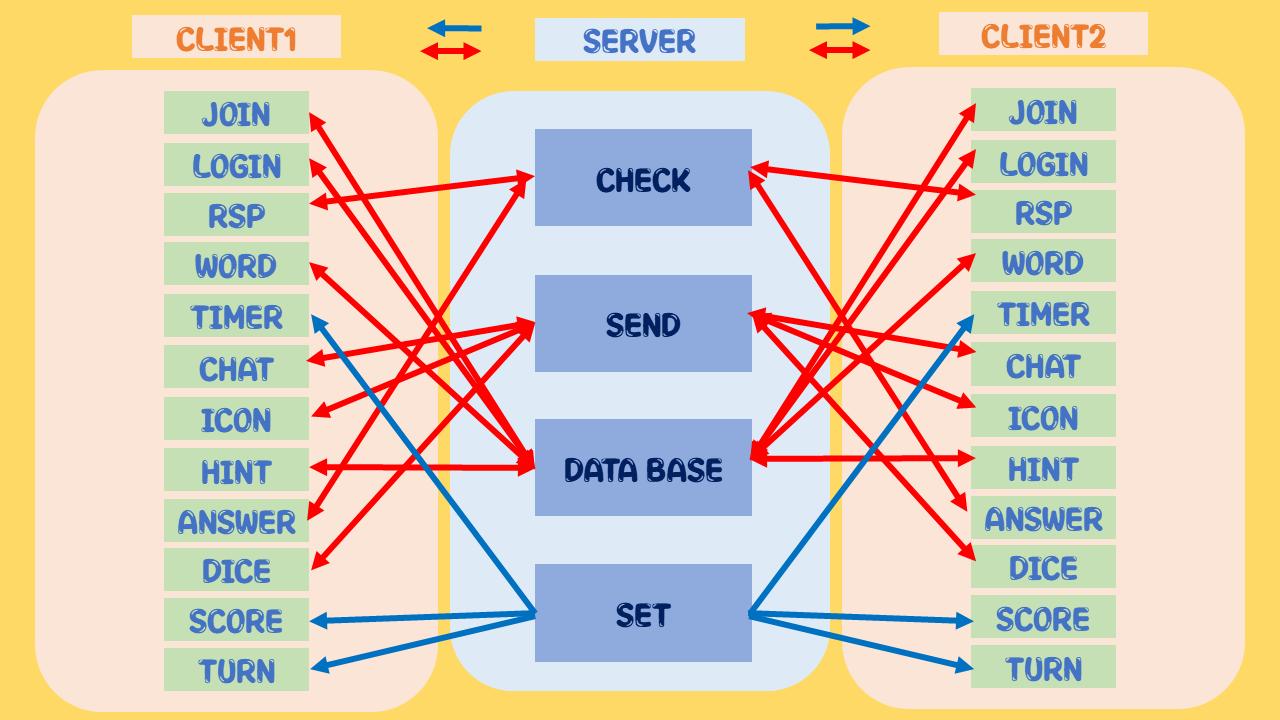 CLIENT1
SERVER
CLIENT2
JOIN
LOGIN
RSP
WORD
TIMER
CHAT
ICON
HINT
ANSWER
DICE
SCORE
TURN
CHECK
SEND
DATA BASE
SET
JOIN
LOGIN
RSP
WORD
TIMER
CHAT
ICON
HINT
ANSWER
DICE
SCORE
TURN